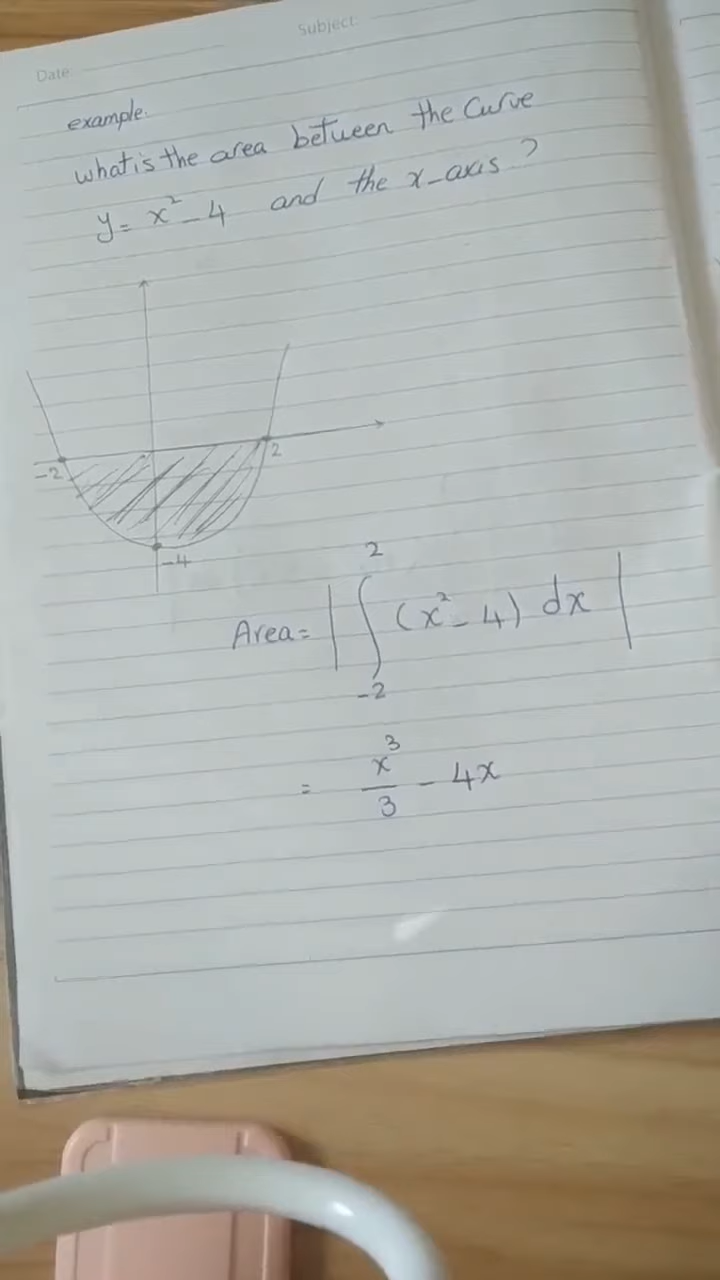 Subject:
Date
example.
what is the area between the curve
y = x² - 4 and the x-axis ?
-2
2
-4
Area = | ∫_{-2}^{2} (x² - 4) dx |
= x³/3 - 4x